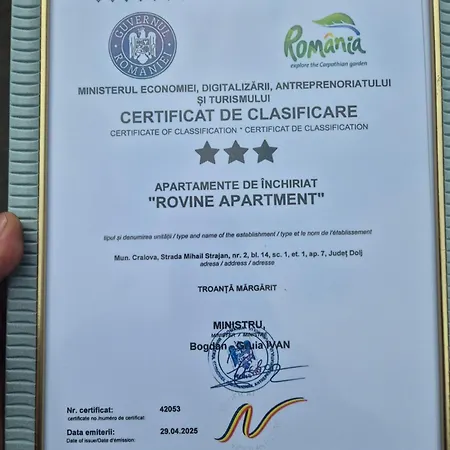 GUVERNUL
ROMÂNIEI
România
explore the Carpathian garden
MINISTERUL ECONOMIEI, DIGITALIZĂRII, ANTREPRENORIATULUI
ȘI TURISMULUI
CERTIFICAT DE CLASIFICARE
CERTIFICATE OF CLASSIFICATION * CERTIFICAT DE CLASSIFICATION
APARTAMENTE DE ÎNCHIRIAT
"ROVINE APARTMENT"
tipul și denumirea unității / type and name of the establishment / type et le nom de l'établissement
Mun. Craiova, Strada Mihail Strajan, nr. 2, bl. 14, sc. 1, et. 1, ap. 7, Județ Dolj
adresa / address / adresse
TROANȚĂ MĂRGĂRIT
MINISTRU,
MINISTER / MINISTRE
Bogdan - Gruia IVAN
Nr. certificat: 42053
certificate no./numéro de certificat:
Data emiterii: 29.04.2025
Date of issue/Date d'émission: